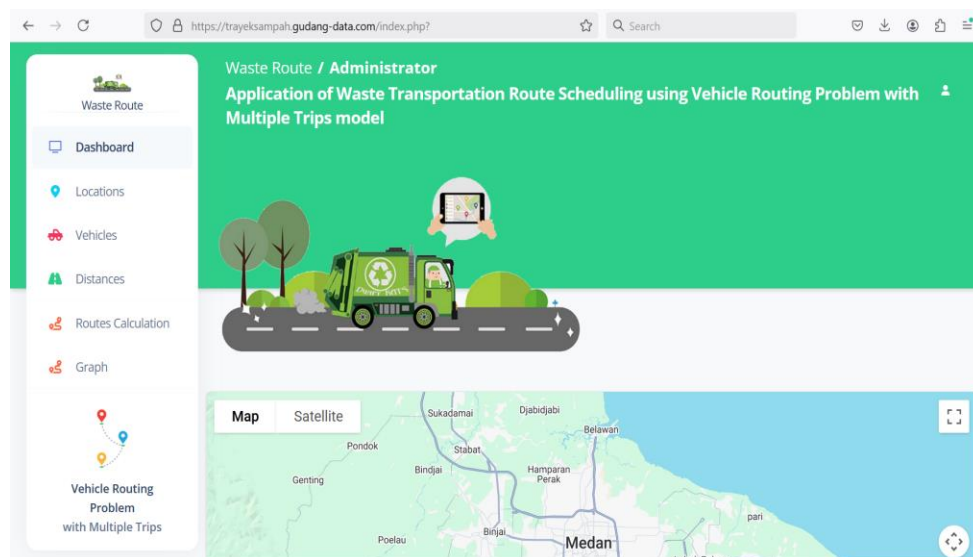 https://trayeksampah.gudang-data.com/index.php?
Search
Waste Route
Dashboard
Locations
Vehicles
Distances
Routes Calculation
Graph
Vehicle Routing
Problem
with Multiple Trips
Waste Route / Administrator
Application of Waste Transportation Route Scheduling using Vehicle Routing Problem with
Multiple Trips model
Map
Satellite
Sukadamai
Djabidjabi
Belawan
Pondok
Stabat
Bindjai
Hamparan
Perak
Genting
Binjai
Medan
Poelau
pari